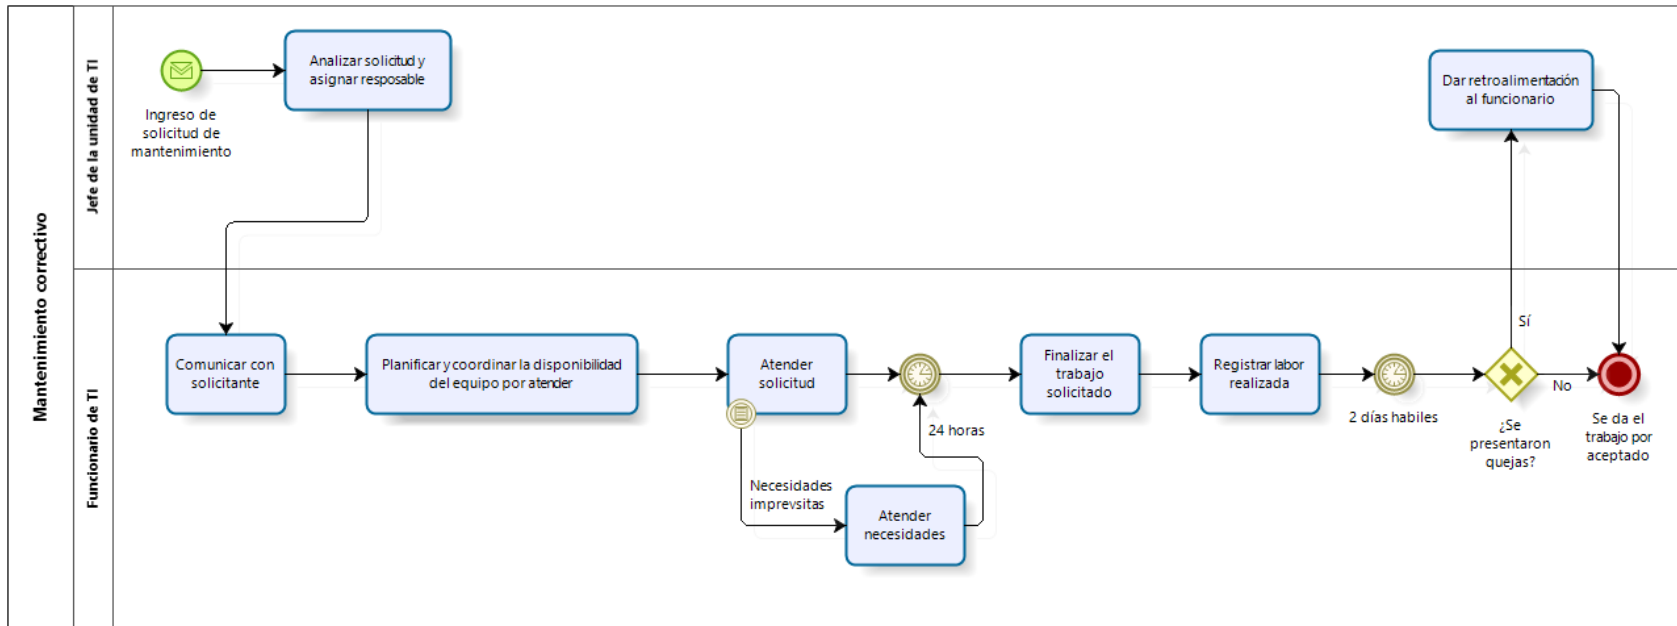 Mantenimiento correctivo
Jefe de la unidad de TI
Ingreso de
solicitud de
mantenimiento
Analizar solicitud y
asignar resposable
Dar retroalimentación
al funcionario
Funcionario de TI
Comunicar con
solicitante
Planificar y coordinar la disponibilidad
del equipo por atender
Atender
solicitud
Necesidades
imprevsitas
Atender
necesidades
24 horas
Finalizar el
trabajo
solicitado
Registrar labor
realizada
2 días habiles
¿Se
presentaron
quejas?
Sí
No
Se da el
trabajo por
aceptado